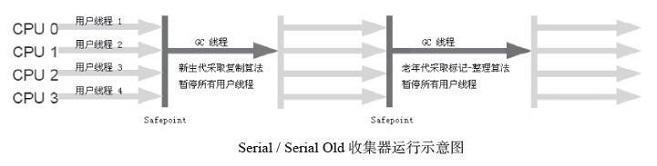 CPU 0 用户线程 1
CPU 1 用户线程 2
CPU 2 用户线程 3
CPU 3 用户线程 4
GC 线程
新生代采取复制算法
暂停所有用户线程
Safepoint
GC 线程
老年代采取标记-整理算法
暂停所有用户线程
Safepoint
Serial / Serial Old 收集器运行示意图